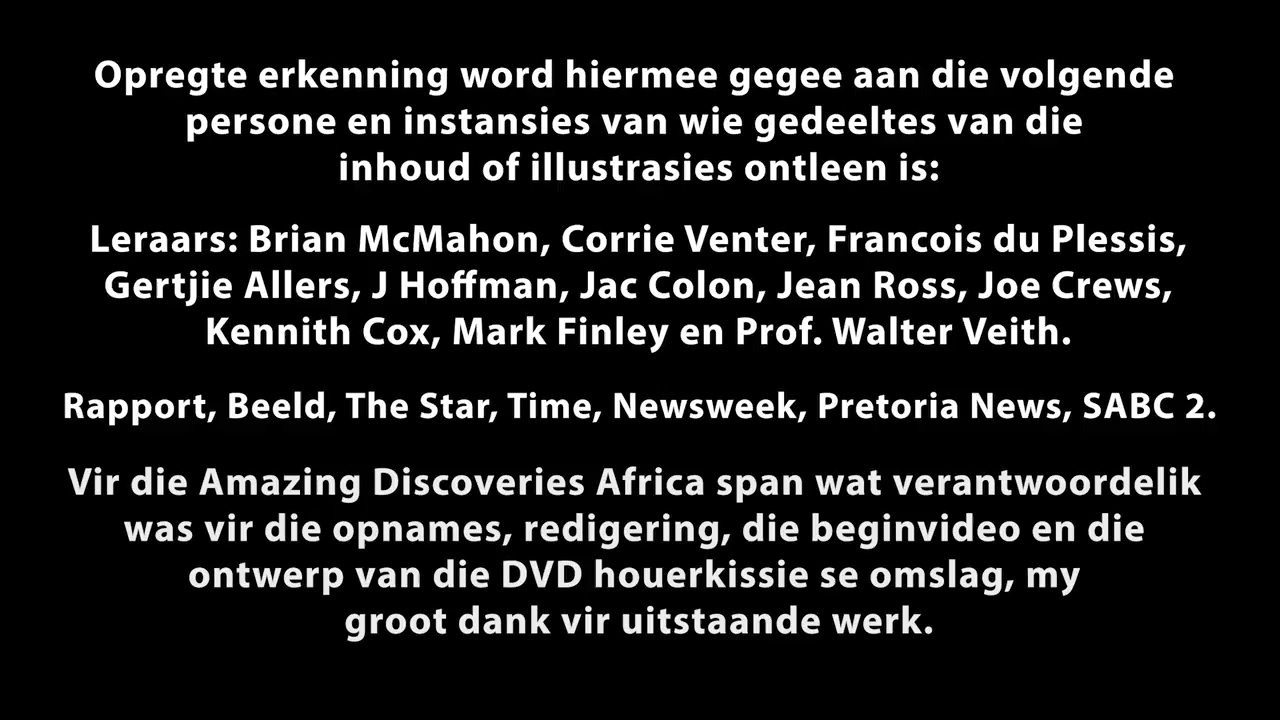 Opregte erkenning word hiermee gegee aan die volgende
persone en instansies van wie gedeeltes van die
inhoud of illustrasies ontleen is:
Leraars: Brian McMahon, Corrie Venter, Francois du Plessis,
Gertjie Allers, J Hoffman, Jac Colon, Jean Ross, Joe Crews,
Kennith Cox, Mark Finley en Prof. Walter Veith.
Rapport, Beeld, The Star, Time, Newsweek, Pretoria News, SABC 2.
Vir die Amazing Discoveries Africa span wat verantwoordelik
was vir die opnames, redigering, die beginvideo en die
ontwerp van die DVD houerkissie se omslag, my
groot dank vir uitstaande werk.